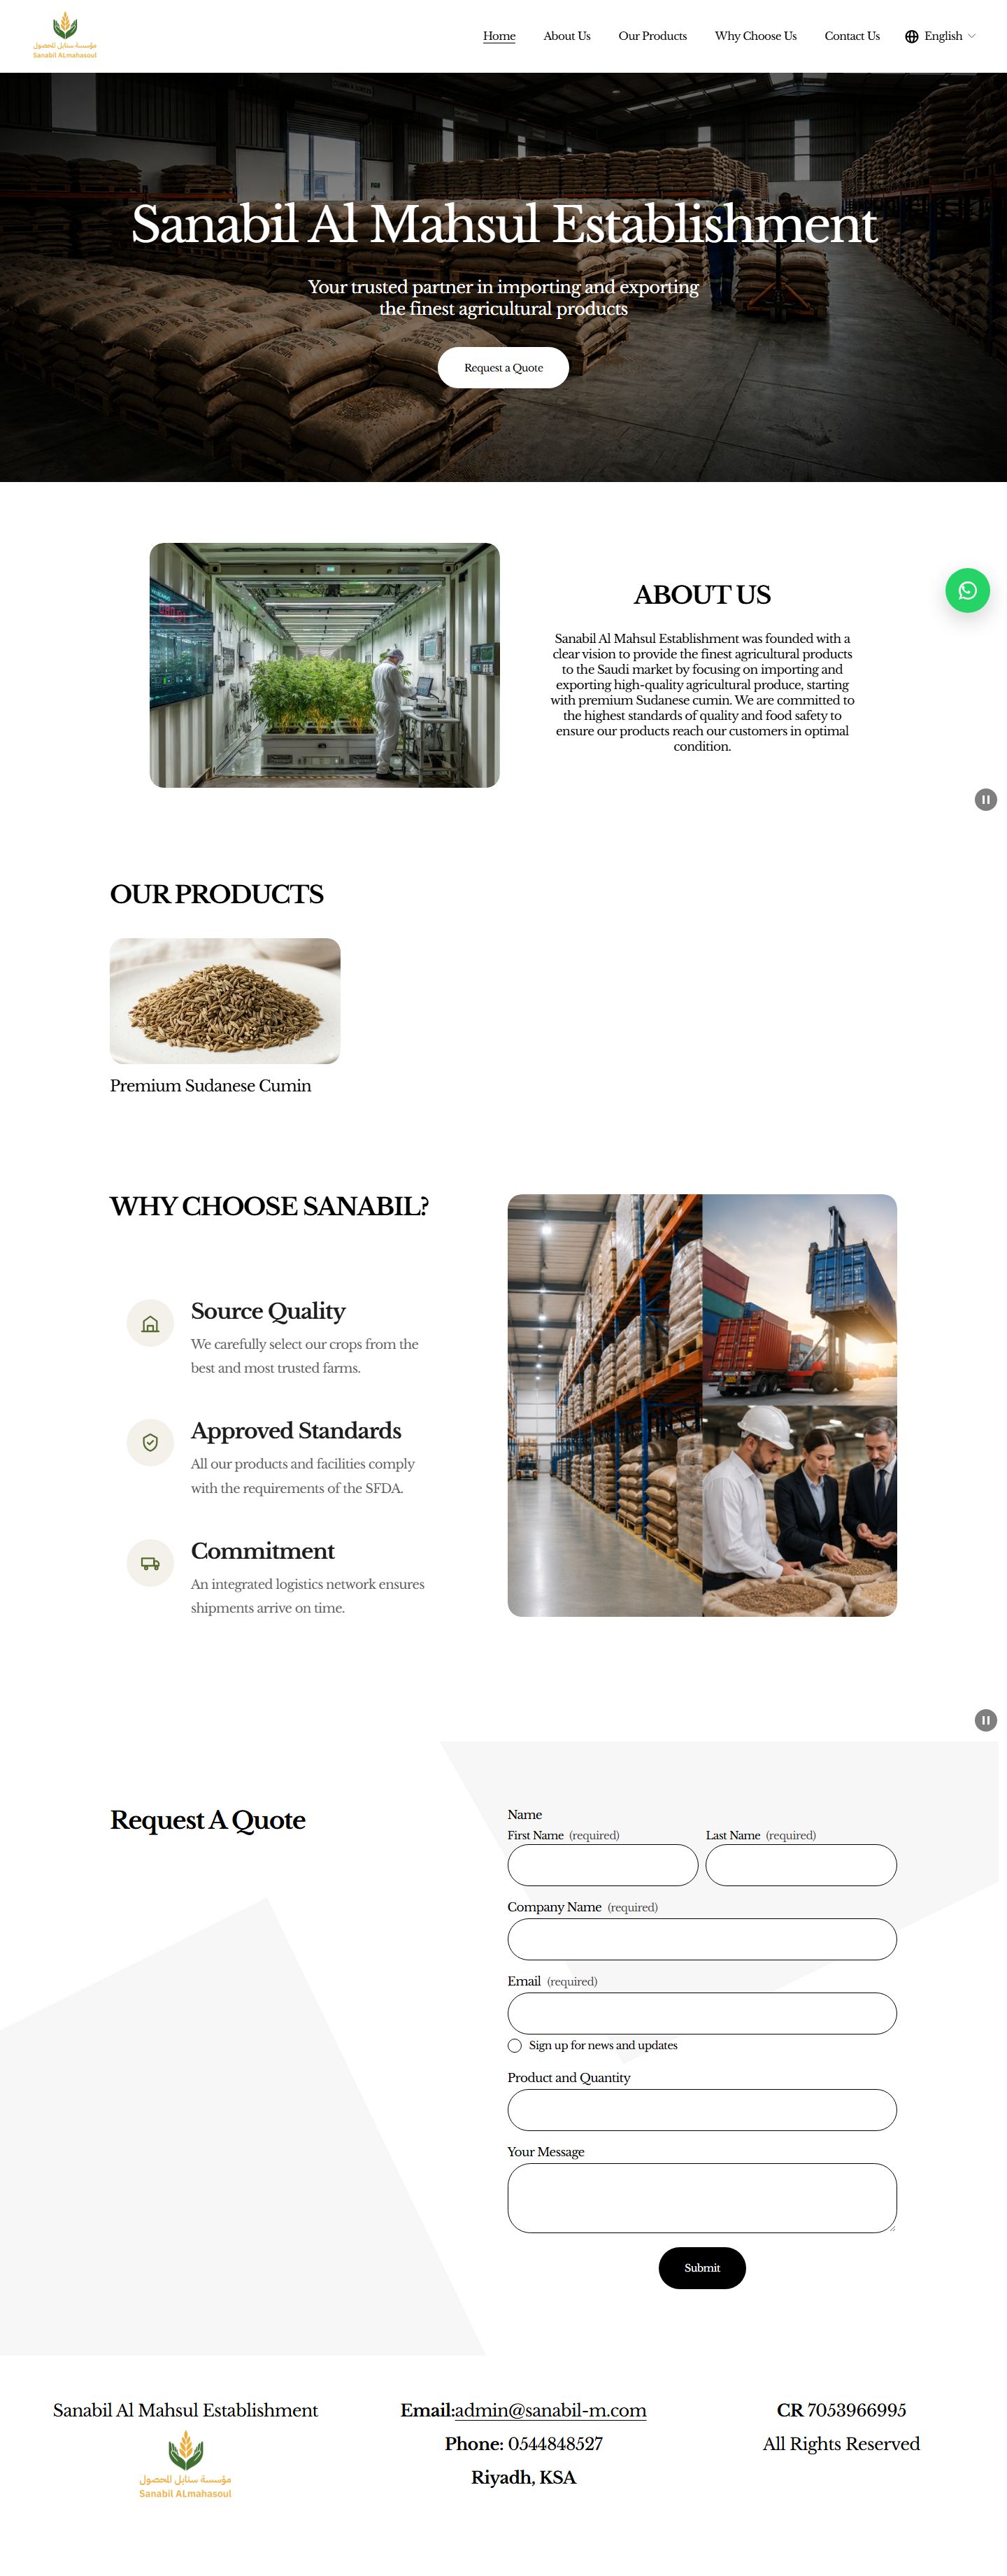 مؤسسة سنابل المحصول
Sanabil ALmahasoul
Home
About Us
Our Products
Why Choose Us
Contact Us
English
Sanabil Al Mahsul Establishment
Your trusted partner in importing and exporting
the finest agricultural products
Request a Quote
ABOUT US
Sanabil Al Mahsul Establishment was founded with a
clear vision to provide the finest agricultural products
to the Saudi market by focusing on importing and
exporting high-quality agricultural produce, starting
with premium Sudanese cumin. We are committed to
the highest standards of quality and food safety to
ensure our products reach our customers in optimal
condition.
OUR PRODUCTS
Premium Sudanese Cumin
WHY CHOOSE SANABIL?
Source Quality
We carefully select our crops from the
best and most trusted farms.
Approved Standards
All our products and facilities comply
with the requirements of the SFDA.
Commitment
An integrated logistics network ensures
shipments arrive on time.
Request A Quote
Name
First Name (required)
Last Name (required)
Company Name (required)
Email (required)
Sign up for news and updates
Product and Quantity
Your Message
Submit
Sanabil Al Mahsul Establishment
مؤسسة سنابل المحصول
Sanabil ALmahasoul
Email:admin@sanabil-m.com
Phone: 0544848527
Riyadh, KSA
CR 7053966995
All Rights Reserved